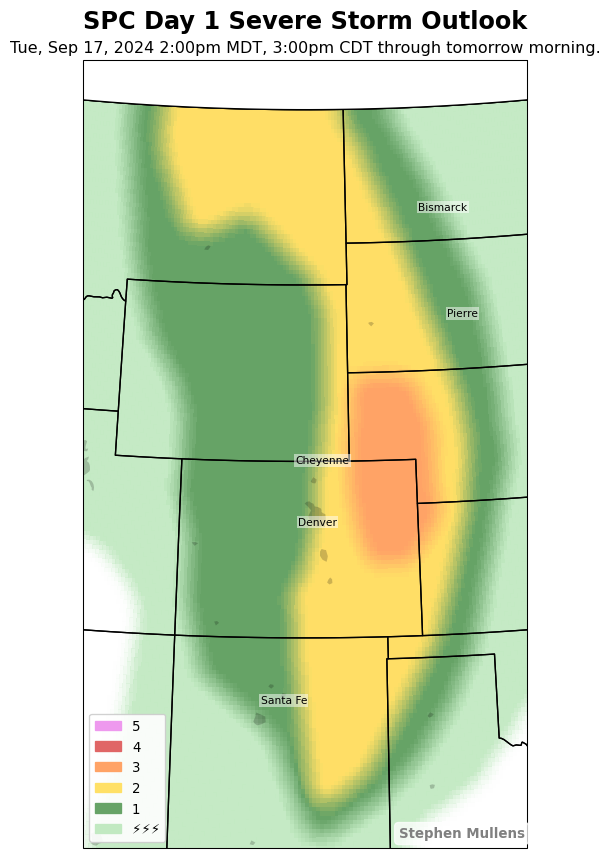 SPC Day 1 Severe Storm Outlook
Tue, Sep 17, 2024 2:00pm MDT, 3:00pm CDT through tomorrow morning.
Bismarck
Pierre
Cheyenne
Denver
Santa Fe
5
4
3
2
1
⚡⚡⚡
Stephen Mullens